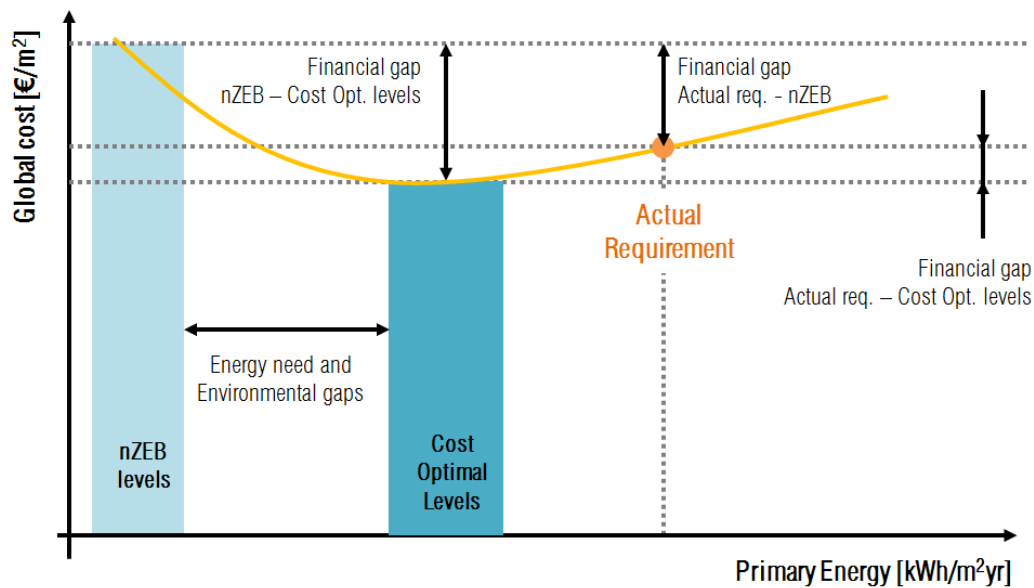 Global cost [€/m²]
Financial gap
nZEB – Cost Opt. levels
Financial gap
Actual req. - nZEB
Actual
Requirement
Financial gap
Actual req. – Cost Opt. levels
Energy need and
Environmental gaps
nZEB
levels
Cost
Optimal
Levels
Primary Energy [kWh/m²yr]